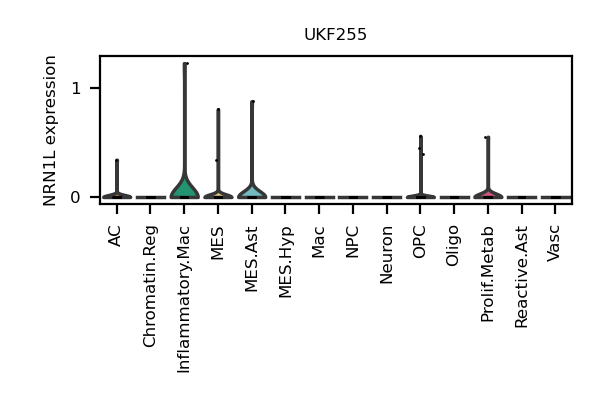 UKF255
NRN1L expression
1
0
AC
Chromatin.Reg
Inflammatory.Mac
MES
MES.Ast
MES.Hyp
Mac
NPC
Neuron
OPC
Oligo
Prolif.Metab
Reactive.Ast
Vasc